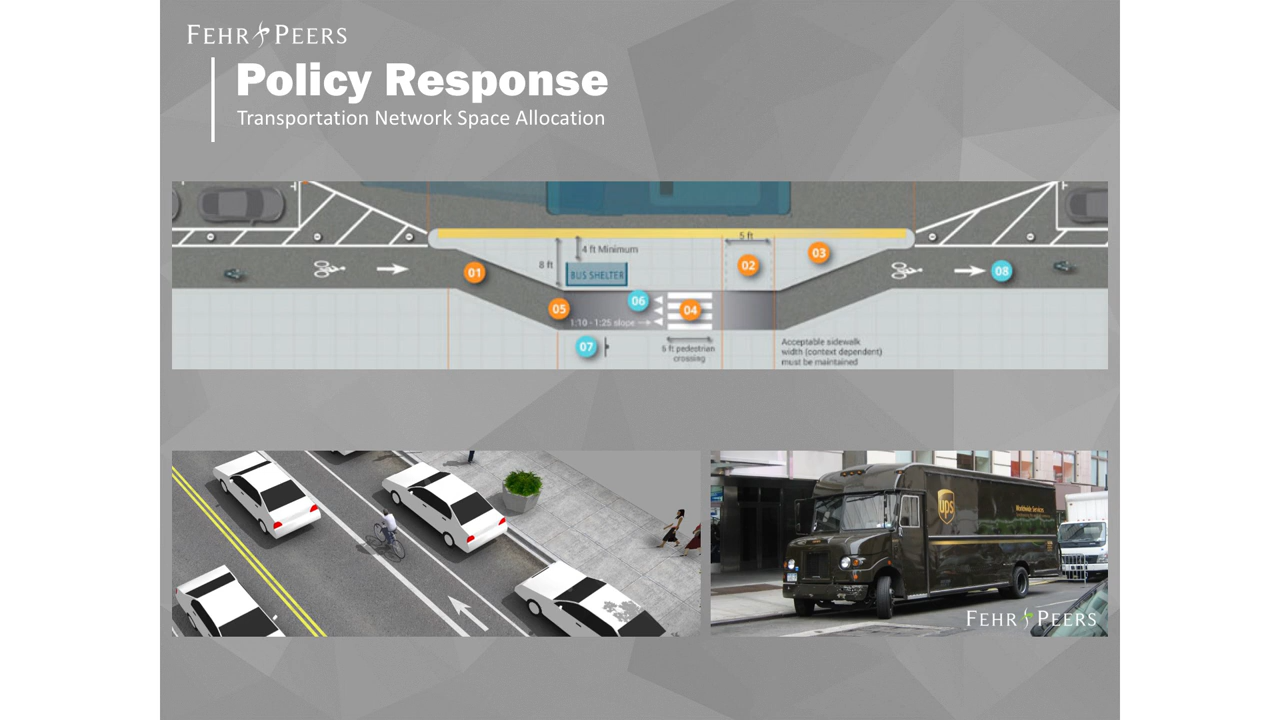 FEHR PEERS
Policy Response
Transportation Network Space Allocation
5 ft
4 ft Minimum
03
8 ft
02
01
08
BUS SHELTER
06
05
04
1:10 - 1:25 slope
07
6 ft pedestrian
crossing
Acceptable sidewalk
width (context dependent)
must be maintained
ups
Worldwide Services
FEHR PEERS